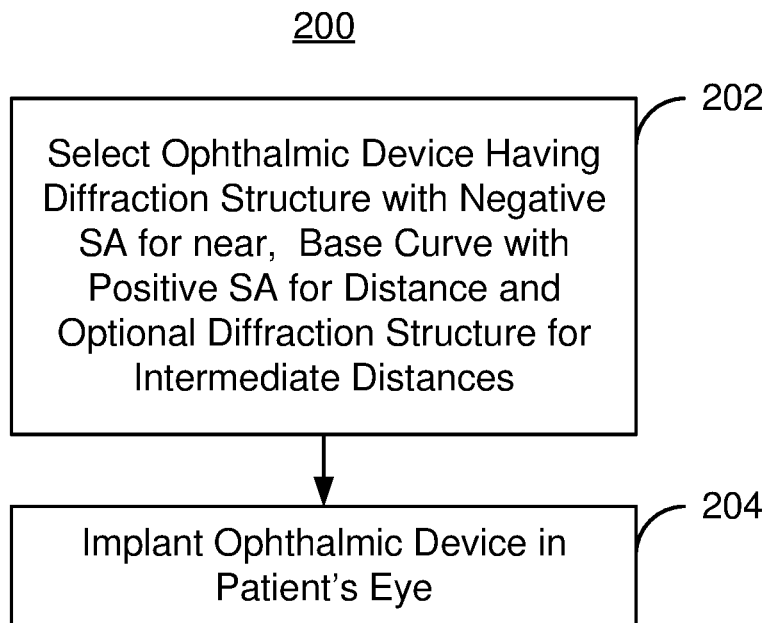 200
202
Select Ophthalmic Device Having
Diffraction Structure with Negative
SA for near, Base Curve with
Positive SA for Distance and
Optional Diffraction Structure for
Intermediate Distances
204
Implant Ophthalmic Device in
Patient's Eye